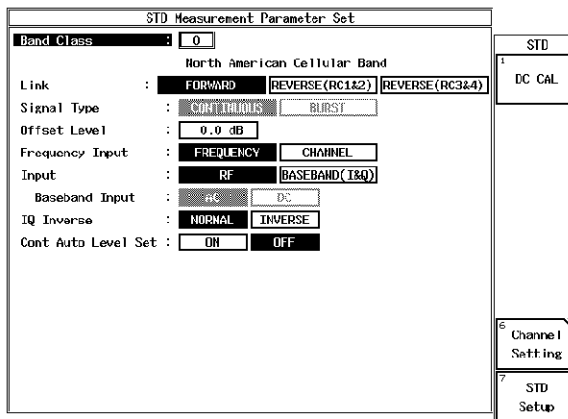 STD Measurement Parameter Set
Band Class : 0
North American Cellular Band
Link : FORWARD REVERSE(RC1&2) REVERSE(RC3&4)
Signal Type : CONTINUOUS BURST
Offset Level : 0.0 dB
Frequency Input : FREQUENCY CHANNEL
Input : RF BASEBAND(I&Q)
Baseband Input : AC DC
IQ Inverse : NORMAL INVERSE
Cont Auto Level Set : ON OFF
STD
1
DC CAL
6
Channel
Setting
7
STD
Setup